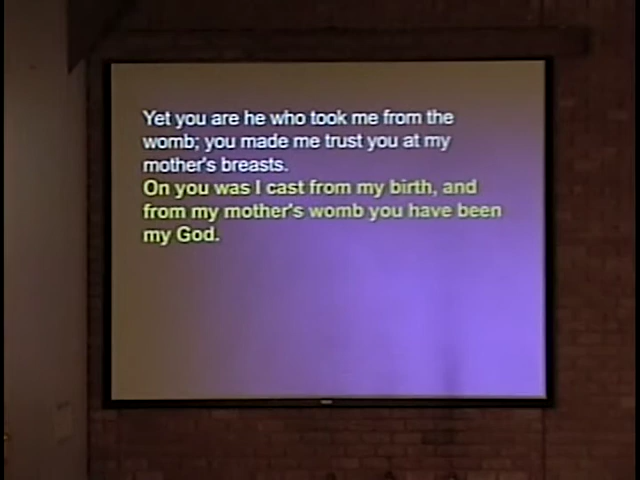 Yet you are he who took me from the
womb; you made me trust you at my
mother's breasts.
On you was I cast from my birth, and
from my mother's womb you have been
my God.